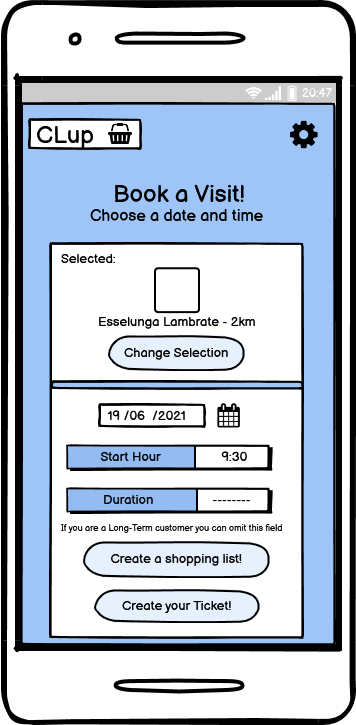 20:47
CLup
Book a Visit!
Choose a date and time
Selected:
Esselunga Lambrate - 2km
Change Selection
19 /06 /2021
Start Hour 9:30
Duration --------
If you are a Long-Term customer you can omit this field
Create a shopping list!
Create your Ticket!